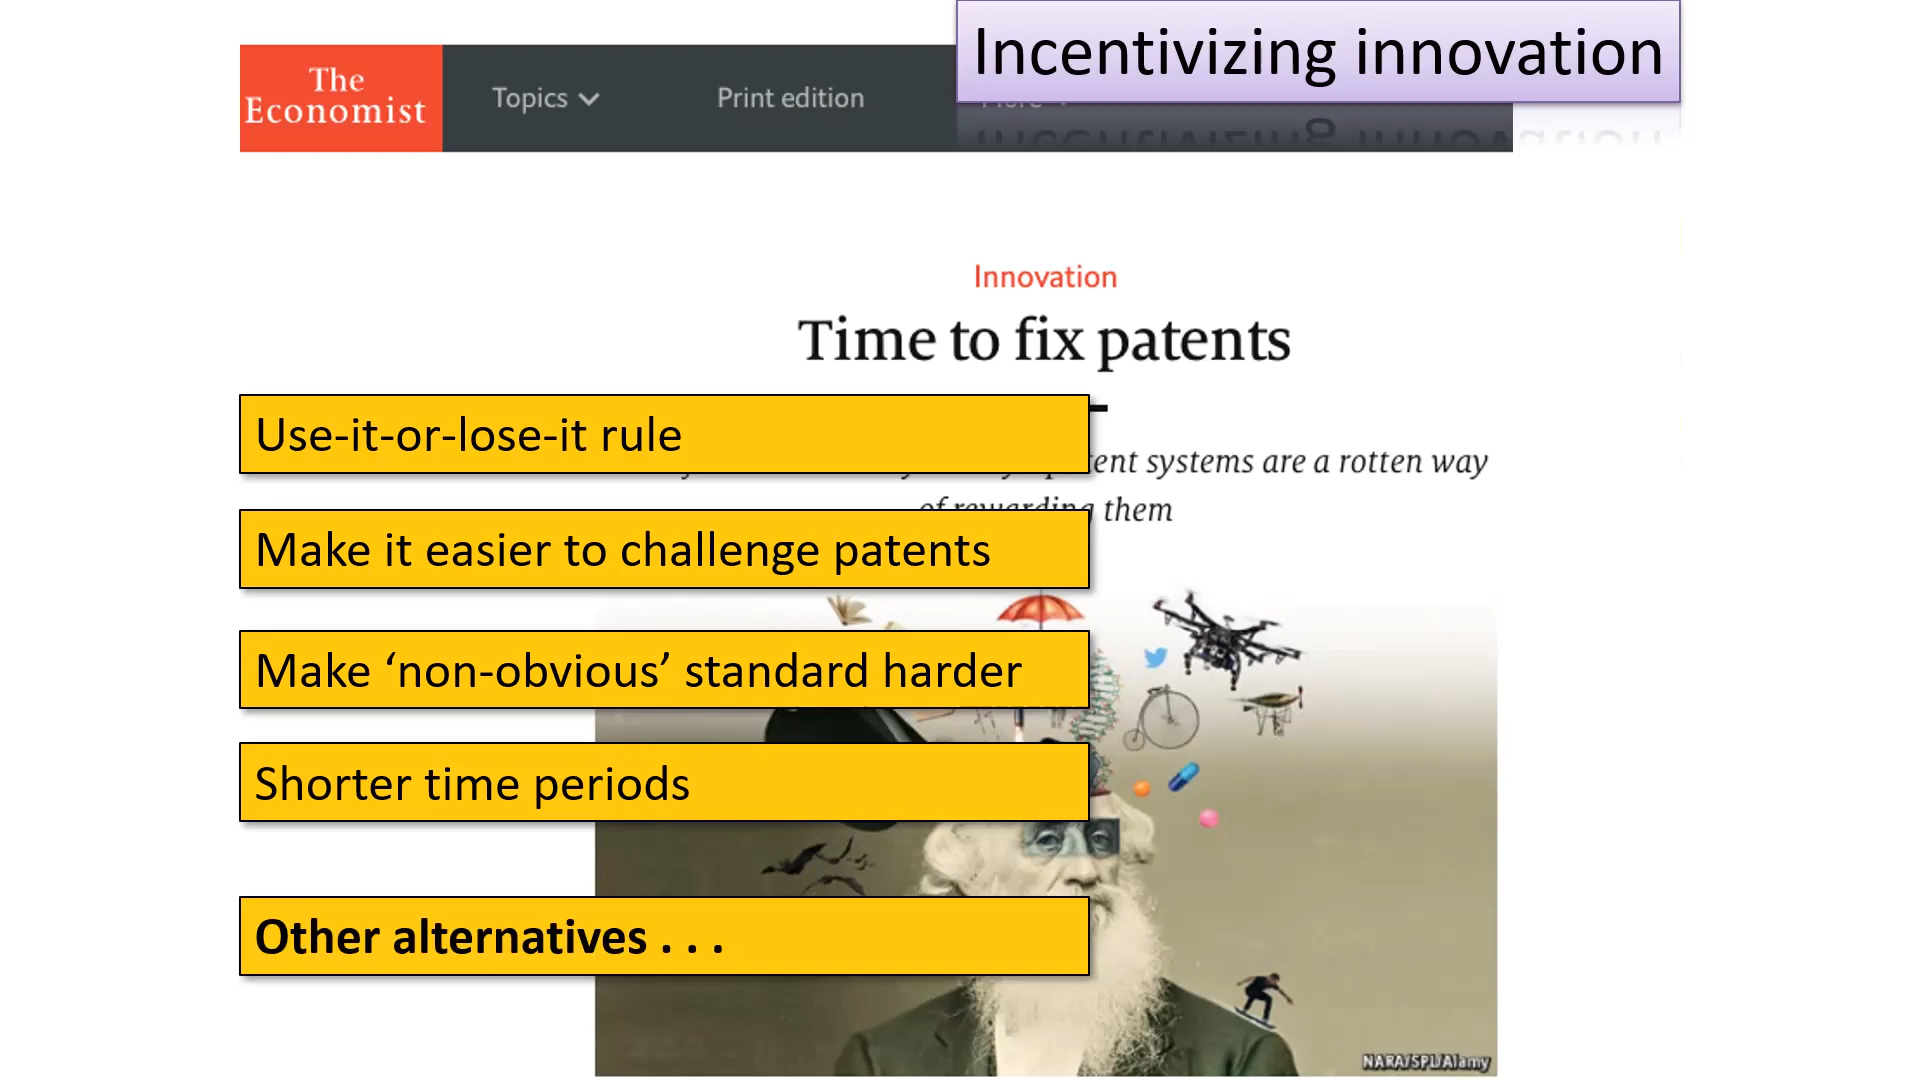 Incentivizing innovation
The
Economist
Topics
Print edition
More
Innovation
Time to fix patents
Use-it-or-lose-it rule
systems are a rotten way
of rewarding them
Make it easier to challenge patents
Make ‘non-obvious’ standard harder
Shorter time periods
Other alternatives . . .
NARA/SPL/Alamy